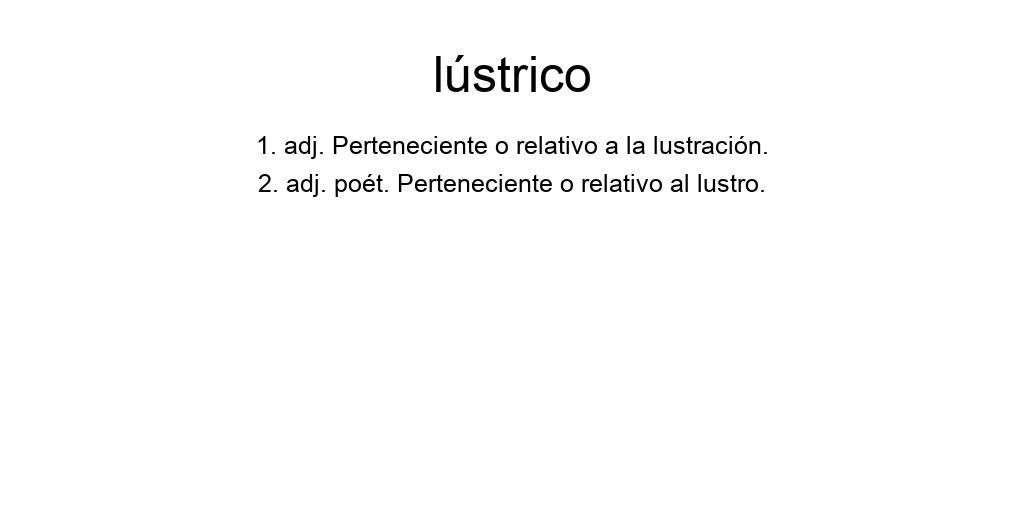 lústrico
1. adj. Perteneciente o relativo a la lustración.
2. adj. poét. Perteneciente o relativo al lustro.